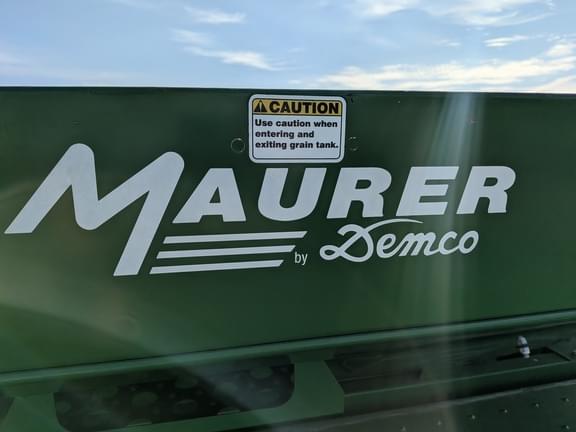 CAUTION
Use caution when
entering and
exiting grain tank.
MAURER
by Demco